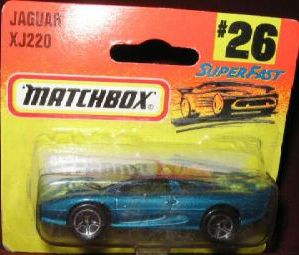 JAGUAR
XJ220
#26
SUPERFAST
MATCHBOX®